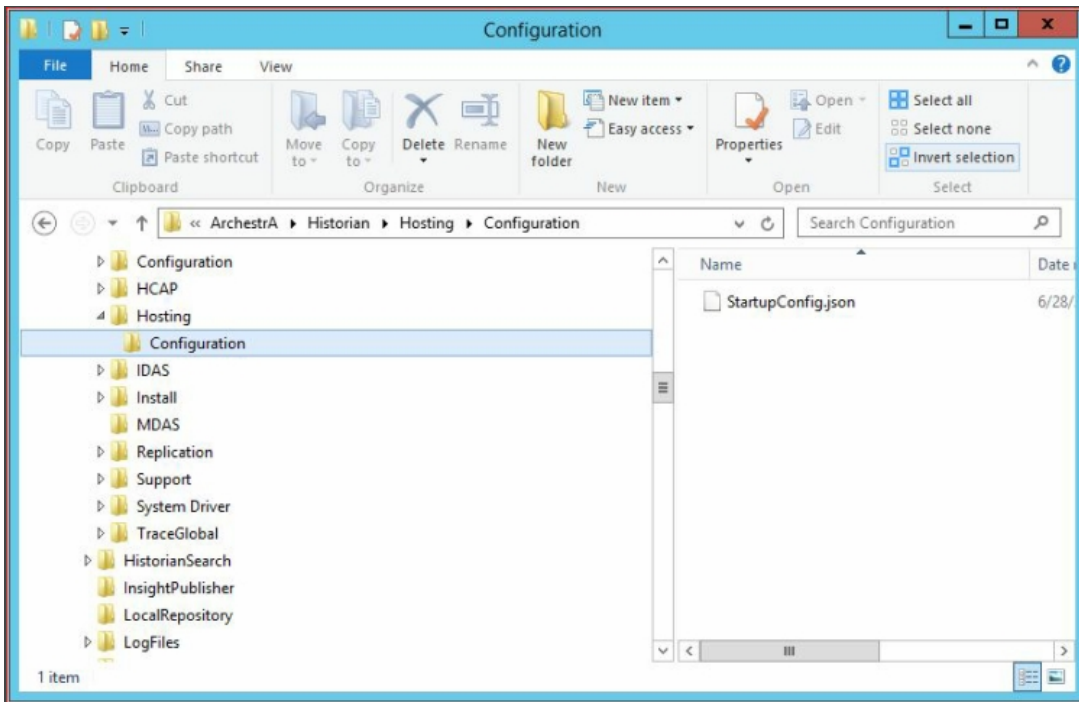 Configuration
File Home Share View
Copy
Paste
Cut
Copy path
Paste shortcut
Clipboard
Move to
Copy to
Delete
Rename
Organize
New folder
New item
Easy access
New
Properties
Open
Edit
Open
Select all
Select none
Invert selection
Select
« ArchestrA Historian Hosting Configuration
Search Configuration
Configuration
HCAP
Hosting
Configuration
IDAS
Install
MDAS
Replication
Support
System Driver
TraceGlobal
HistorianSearch
InsightPublisher
LocalRepository
LogFiles
Name Date
StartupConfig.json 6/28/
1 item